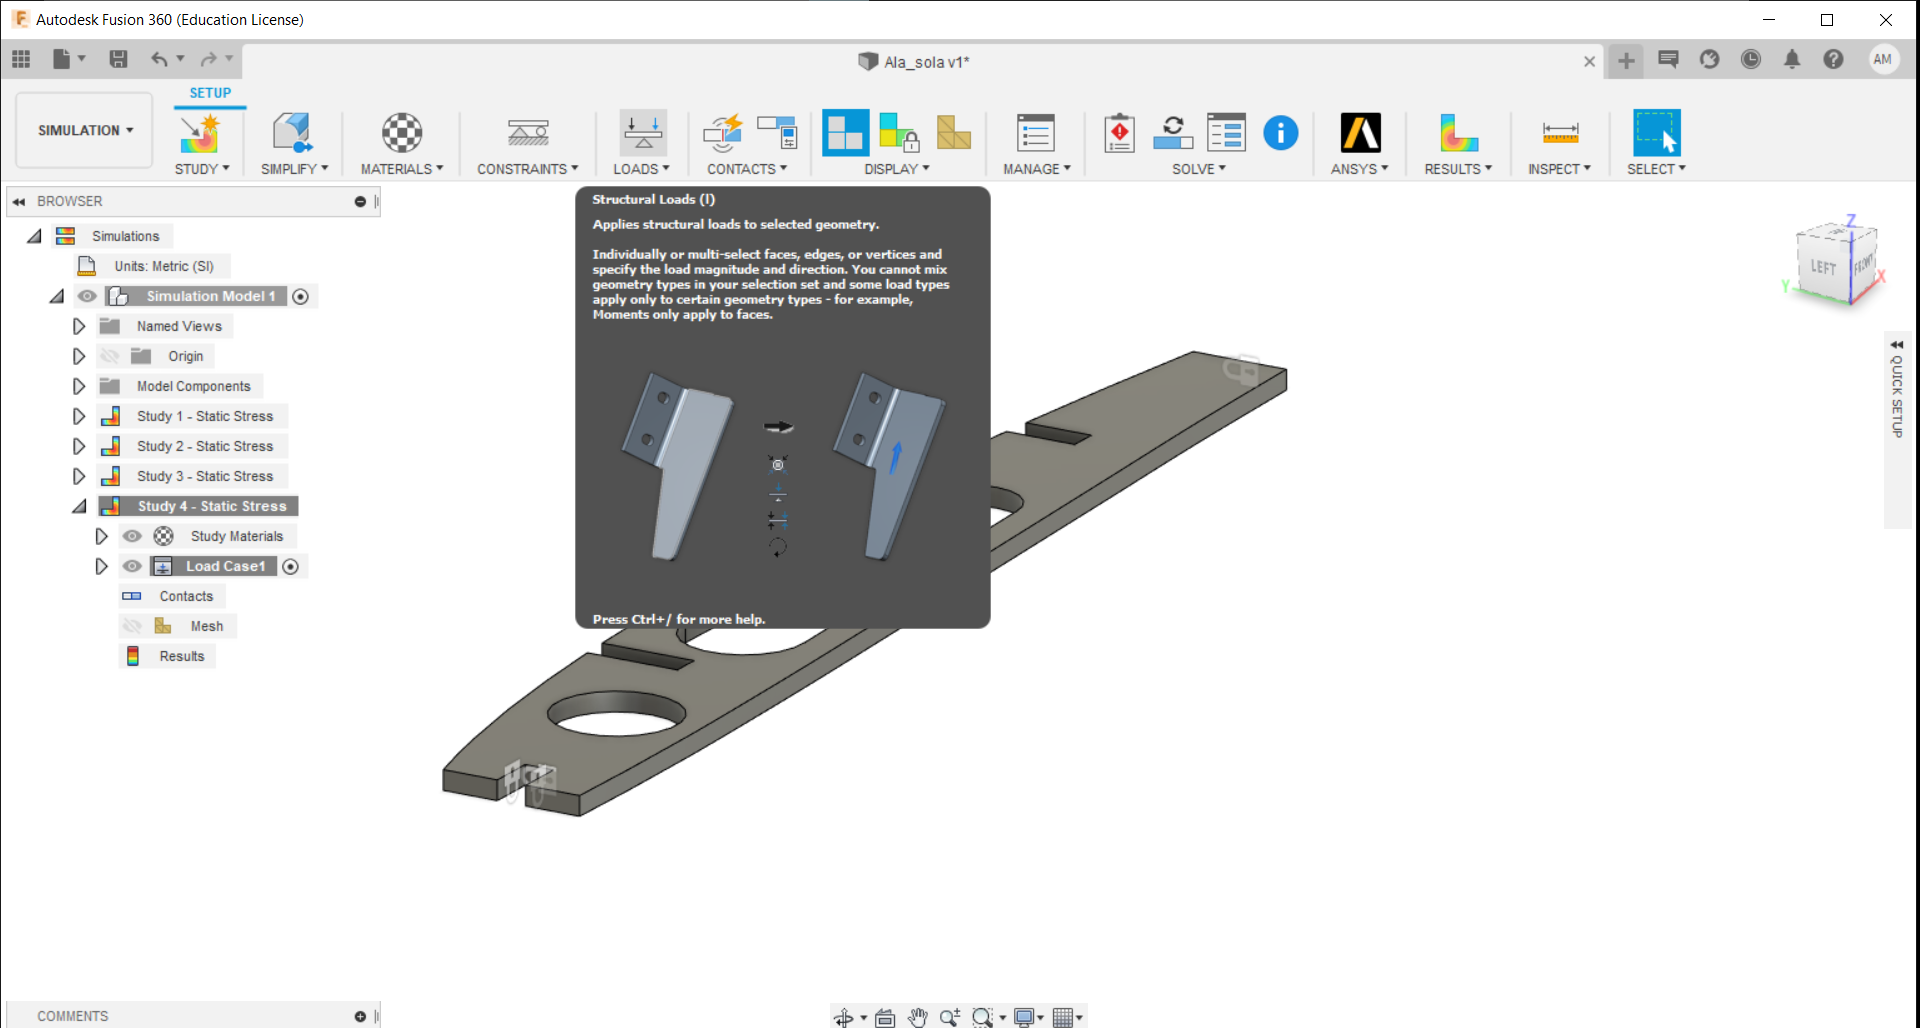 Autodesk Fusion 360 (Education License)
Ala_sola v1*
AM
SETUP
SIMULATION
STUDY
SIMPLIFY
MATERIALS
CONSTRAINTS
LOADS
CONTACTS
DISPLAY
MANAGE
SOLVE
ANSYS
RESULTS
INSPECT
SELECT
BROWSER
Simulations
Units: Metric (SI)
Simulation Model 1
Named Views
Origin
Model Components
Study 1 - Static Stress
Study 2 - Static Stress
Study 3 - Static Stress
Study 4 - Static Stress
Study Materials
Load Case1
Contacts
Mesh
Results
Structural Loads (l)
Applies structural loads to selected geometry.
Individually or multi-select faces, edges, or vertices and
specify the load magnitude and direction. You cannot mix
geometry types in your selection set and some load types
apply only to certain geometry types - for example,
Moments only apply to faces.
Press Ctrl+/ for more help.
Z
LEFT
FRONT
Y
X
QUICK SETUP
COMMENTS